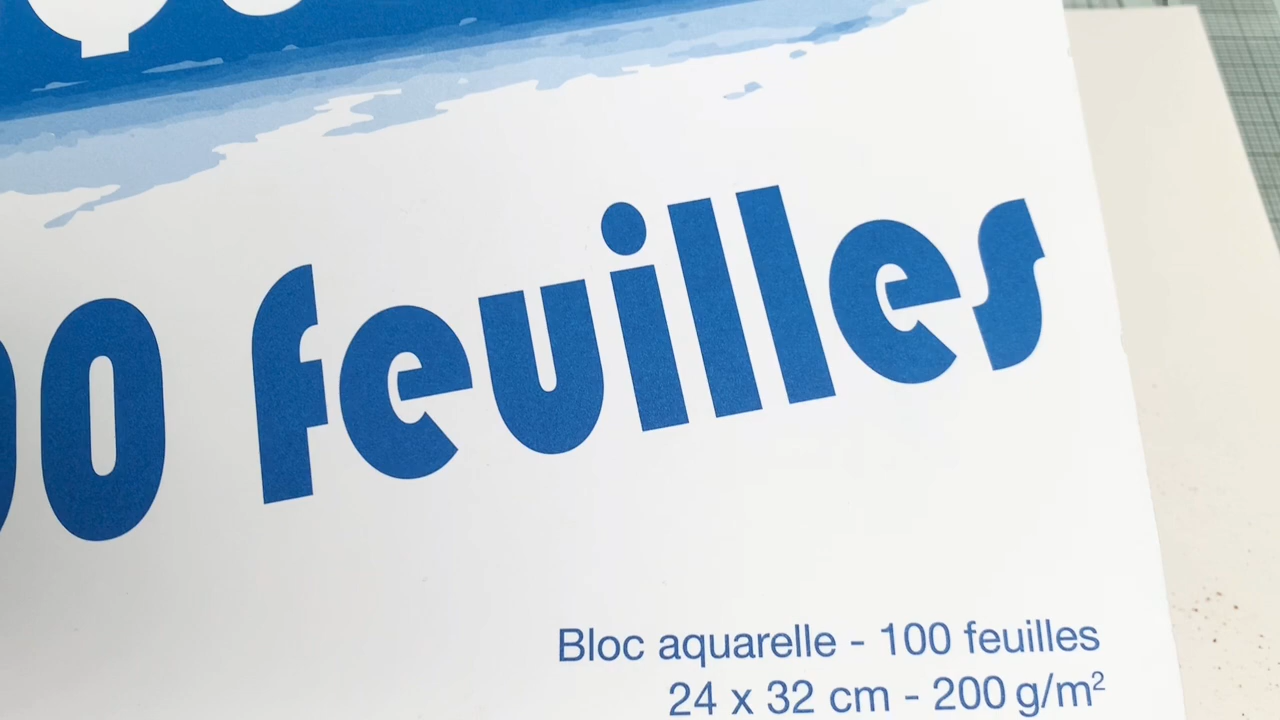 00 feuilles
Bloc aquarelle - 100 feuilles
24 x 32 cm - 200 g/m²